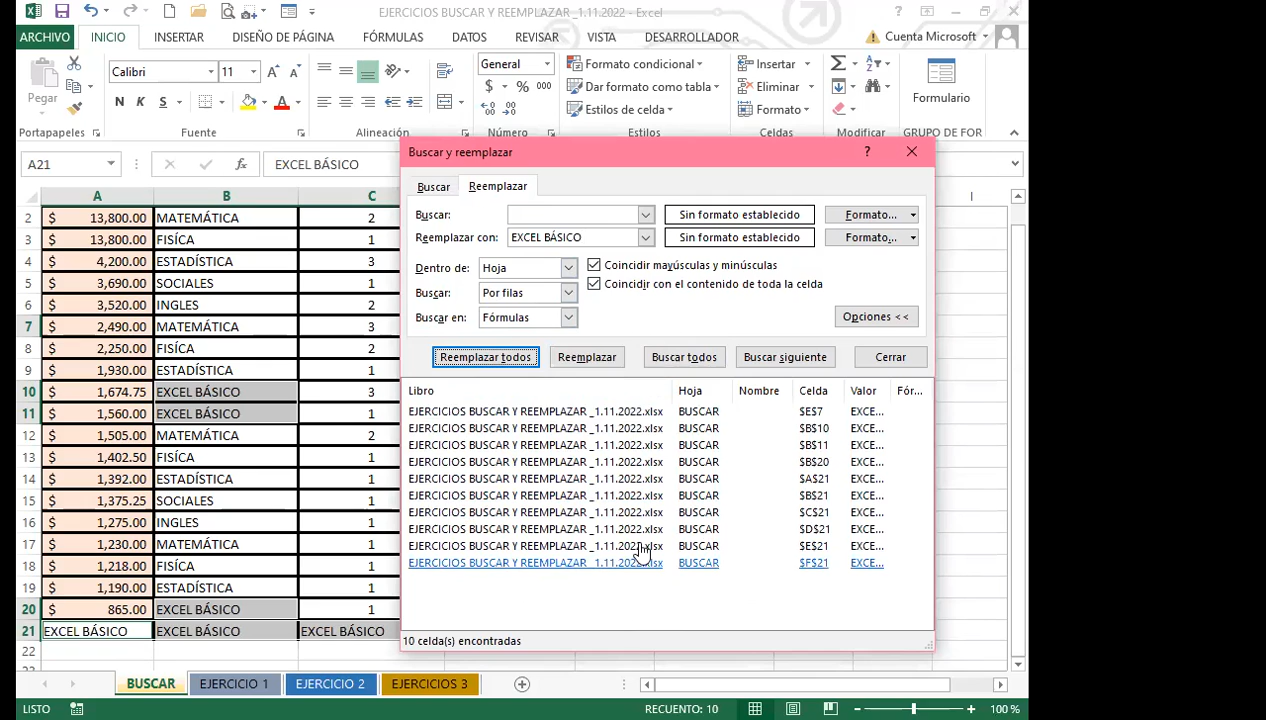 EJERCICIOS BUSCAR Y REEMPLAZAR _1.11.2022 - Excel
ARCHIVO INICIO INSERTAR DISEÑO DE PÁGINA FÓRMULAS DATOS REVISAR VISTA DESARROLLADOR Cuenta Microsoft
Pegar
Calibri 11
N K S
General
$ % 000
Formato condicional
Dar formato como tabla
Estilos de celda
Insertar
Eliminar
Formato
Formulario
Portapapeles Fuente Alineación Número Estilos Celdas Modificar GRUPO DE FOR
A21 fx EXCEL BÁSICO
A B C I
2 $ 13,800.00 MATEMÁTICA 2
3 $ 13,800.00 FISÍCA 1
4 $ 4,200.00 ESTADÍSTICA 3
5 $ 3,690.00 SOCIALES 1
6 $ 3,520.00 INGLES 2
7 $ 2,490.00 MATEMÁTICA 3
8 $ 2,250.00 FISÍCA 2
9 $ 1,930.00 ESTADÍSTICA 1
10 $ 1,674.75 EXCEL BÁSICO 3
11 $ 1,560.00 EXCEL BÁSICO 1
12 $ 1,505.00 MATEMÁTICA 2
13 $ 1,402.50 FISÍCA 1
14 $ 1,392.00 ESTADÍSTICA 1
15 $ 1,375.25 SOCIALES 1
16 $ 1,275.00 INGLES 1
17 $ 1,230.00 MATEMÁTICA 1
18 $ 1,218.00 FISÍCA 1
19 $ 1,190.00 ESTADÍSTICA 1
20 $ 865.00 EXCEL BÁSICO 1
21 EXCEL BÁSICO EXCEL BÁSICO EXCEL BÁSICO
22
Buscar y reemplazar ?
Buscar Reemplazar
Buscar: Sin formato establecido Formato...
Reemplazar con: EXCEL BÁSICO Sin formato establecido Formato...
Dentro de: Hoja Coincidir mayúsculas y minúsculas
Buscar: Por filas Coincidir con el contenido de toda la celda
Buscar en: Fórmulas Opciones <<
Reemplazar todos Reemplazar Buscar todos Buscar siguiente Cerrar
Libro Hoja Nombre Celda Valor Fór...
EJERCICIOS BUSCAR Y REEMPLAZAR _1.11.2022.xlsx BUSCAR $E$7 EXCE...
EJERCICIOS BUSCAR Y REEMPLAZAR _1.11.2022.xlsx BUSCAR $B$10 EXCE...
EJERCICIOS BUSCAR Y REEMPLAZAR _1.11.2022.xlsx BUSCAR $B$11 EXCE...
EJERCICIOS BUSCAR Y REEMPLAZAR _1.11.2022.xlsx BUSCAR $B$20 EXCE...
EJERCICIOS BUSCAR Y REEMPLAZAR _1.11.2022.xlsx BUSCAR $A$21 EXCE...
EJERCICIOS BUSCAR Y REEMPLAZAR _1.11.2022.xlsx BUSCAR $B$21 EXCE...
EJERCICIOS BUSCAR Y REEMPLAZAR _1.11.2022.xlsx BUSCAR $C$21 EXCE...
EJERCICIOS BUSCAR Y REEMPLAZAR _1.11.2022.xlsx BUSCAR $D$21 EXCE...
EJERCICIOS BUSCAR Y REEMPLAZAR _1.11.2022.xlsx BUSCAR $E$21 EXCE...
EJERCICIOS BUSCAR Y REEMPLAZAR _1.11.2022.xlsx BUSCAR $F$21 EXCE...
10 celda(s) encontradas
BUSCAR EJERCICIO 1 EJERCICIO 2 EJERCICIOS 3
LISTO RECUENTO: 10 100 %